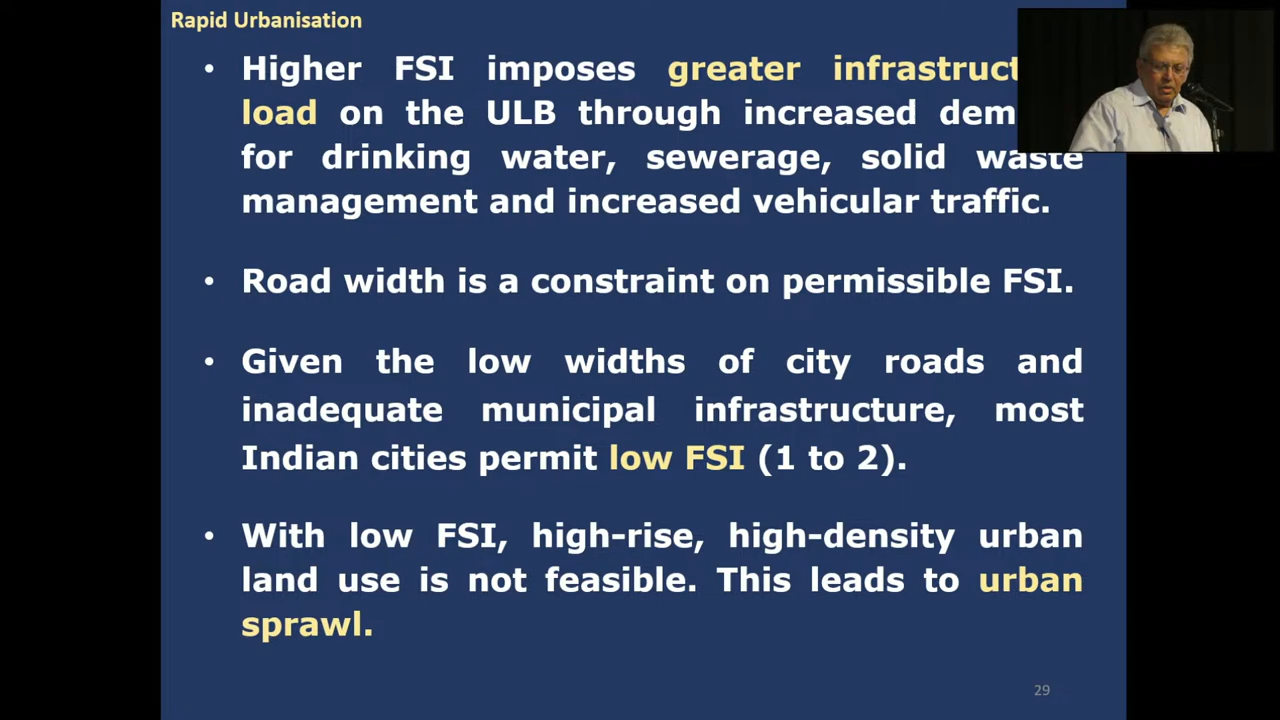 Rapid Urbanisation
• Higher FSI imposes greater
load on the ULB through increased
for drinking water, sewerage, solid waste
management and increased vehicular traffic.
• Road width is a constraint on permissible FSI.
• Given the low widths of city roads and
inadequate municipal infrastructure, most
Indian cities permit low FSI (1 to 2).
• With low FSI, high-rise, high-density urban
land use is not feasible. This leads to urban
sprawl.
29